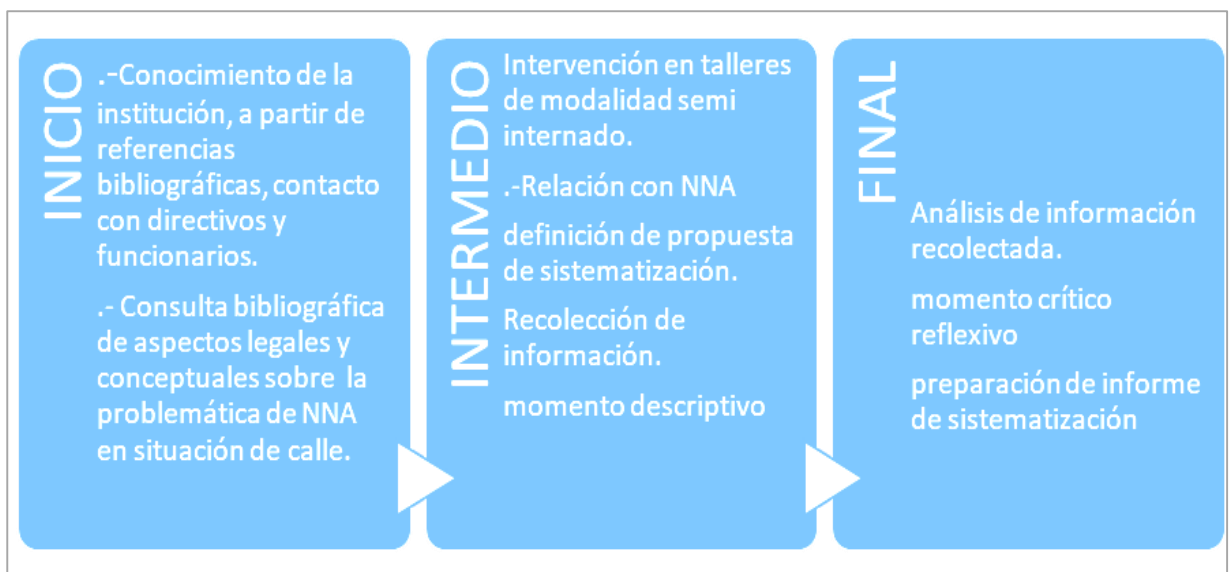 INICIO
.-Conocimiento de la
institución, a partir de
referencias
bibliográficas, contacto
con directivos y
funcionarios.
.- Consulta bibliográfica
de aspectos legales y
conceptuales sobre la
problemática de NNA
en situación de calle.
INTERMEDIO
Intervención en talleres
de modalidad semi
internado.
.-Relación con NNA
definición de propuesta
de sistematización.
Recolección de
información.
momento descriptivo
FINAL
Análisis de información
recolectada.
momento crítico
reflexivo
preparación de informe
de sistematización